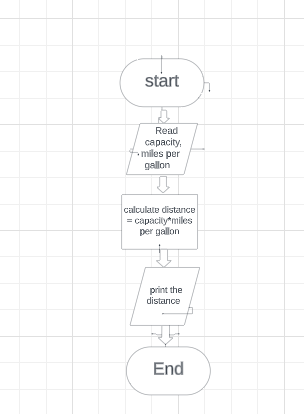 start
Read
capacity,
miles per
gallon
calculate distance
= capacity*miles
per gallon
print the
distance
End